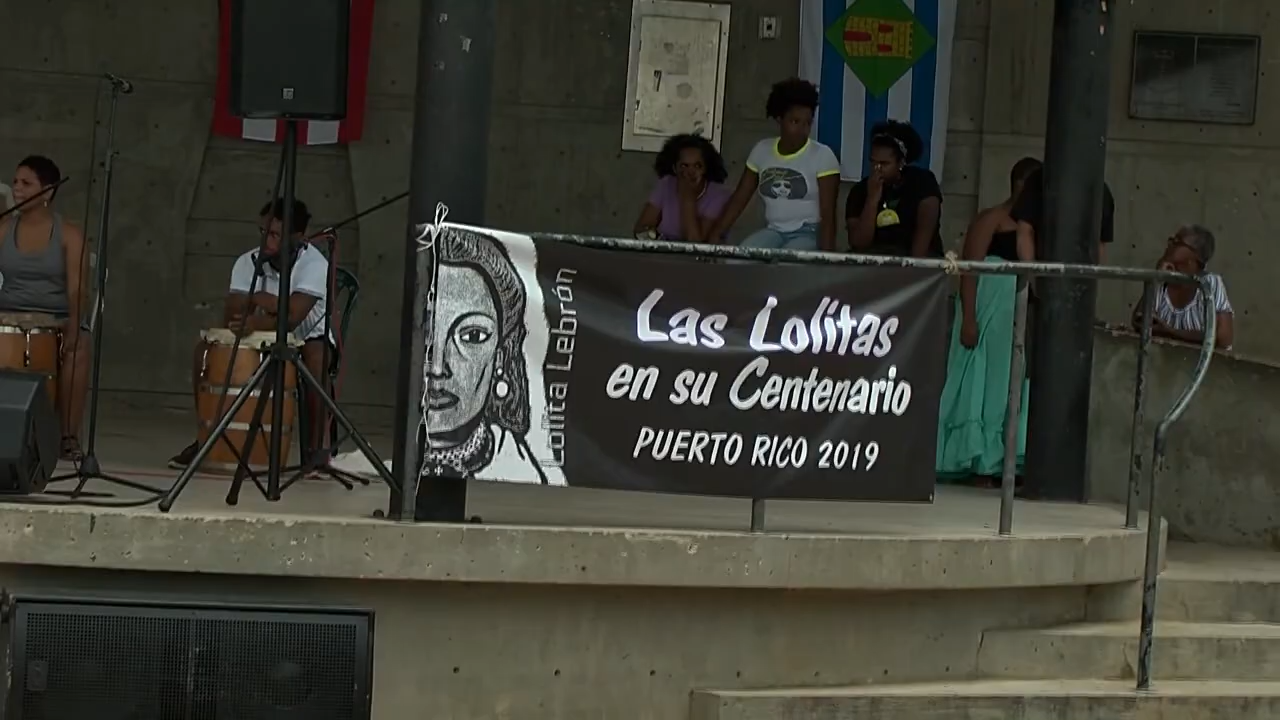 Lolita Lebrón
Las Lolitas
en su Centenario
PUERTO RICO 2019